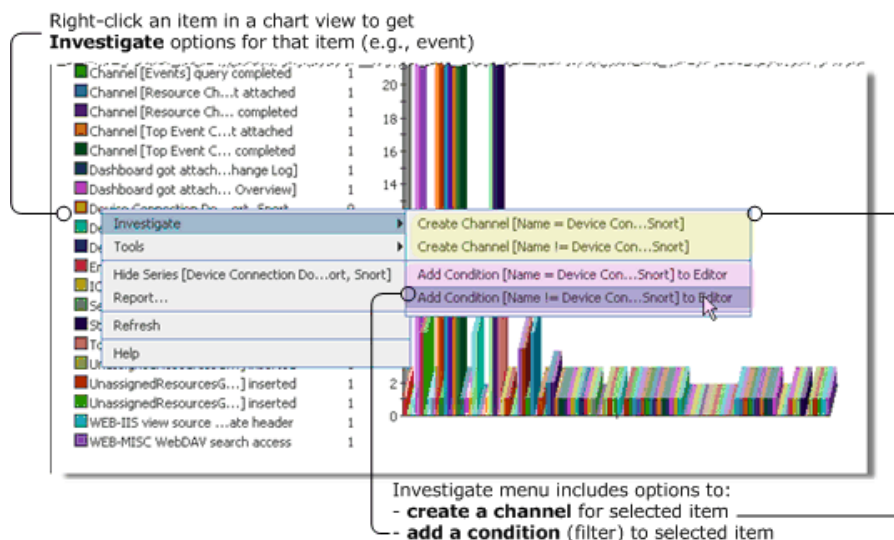 Right-click an item in a chart view to get
Investigate options for that item (e.g., event)
Channel [Events] query completed 1
Channel [Resource Ch...t attached 1
Channel [Resource Ch... completed 1
Channel [Top Event C...t attached 1
Channel [Top Event C... completed 1
Dashboard got attach...hange Log] 1
Dashboard got attach... Overview] 1
20
18
16
14
Investigate
Tools
Hide Series [Device Connection Do...ort, Snort]
Report...
Refresh
Help
Create Channel [Name = Device Con...Snort]
Create Channel [Name != Device Con...Snort]
Add Condition [Name = Device Con...Snort] to Editor
Add Condition [Name != Device Con...Snort] to Editor
UnassignedResourcesG...] inserted 1
UnassignedResourcesG...] inserted 1
WEB-IIS view source ...ate header 1
WEB-MISC WebDAV search access 1
2
0
Investigate menu includes options to:
- create a channel for selected item
- add a condition (filter) to selected item